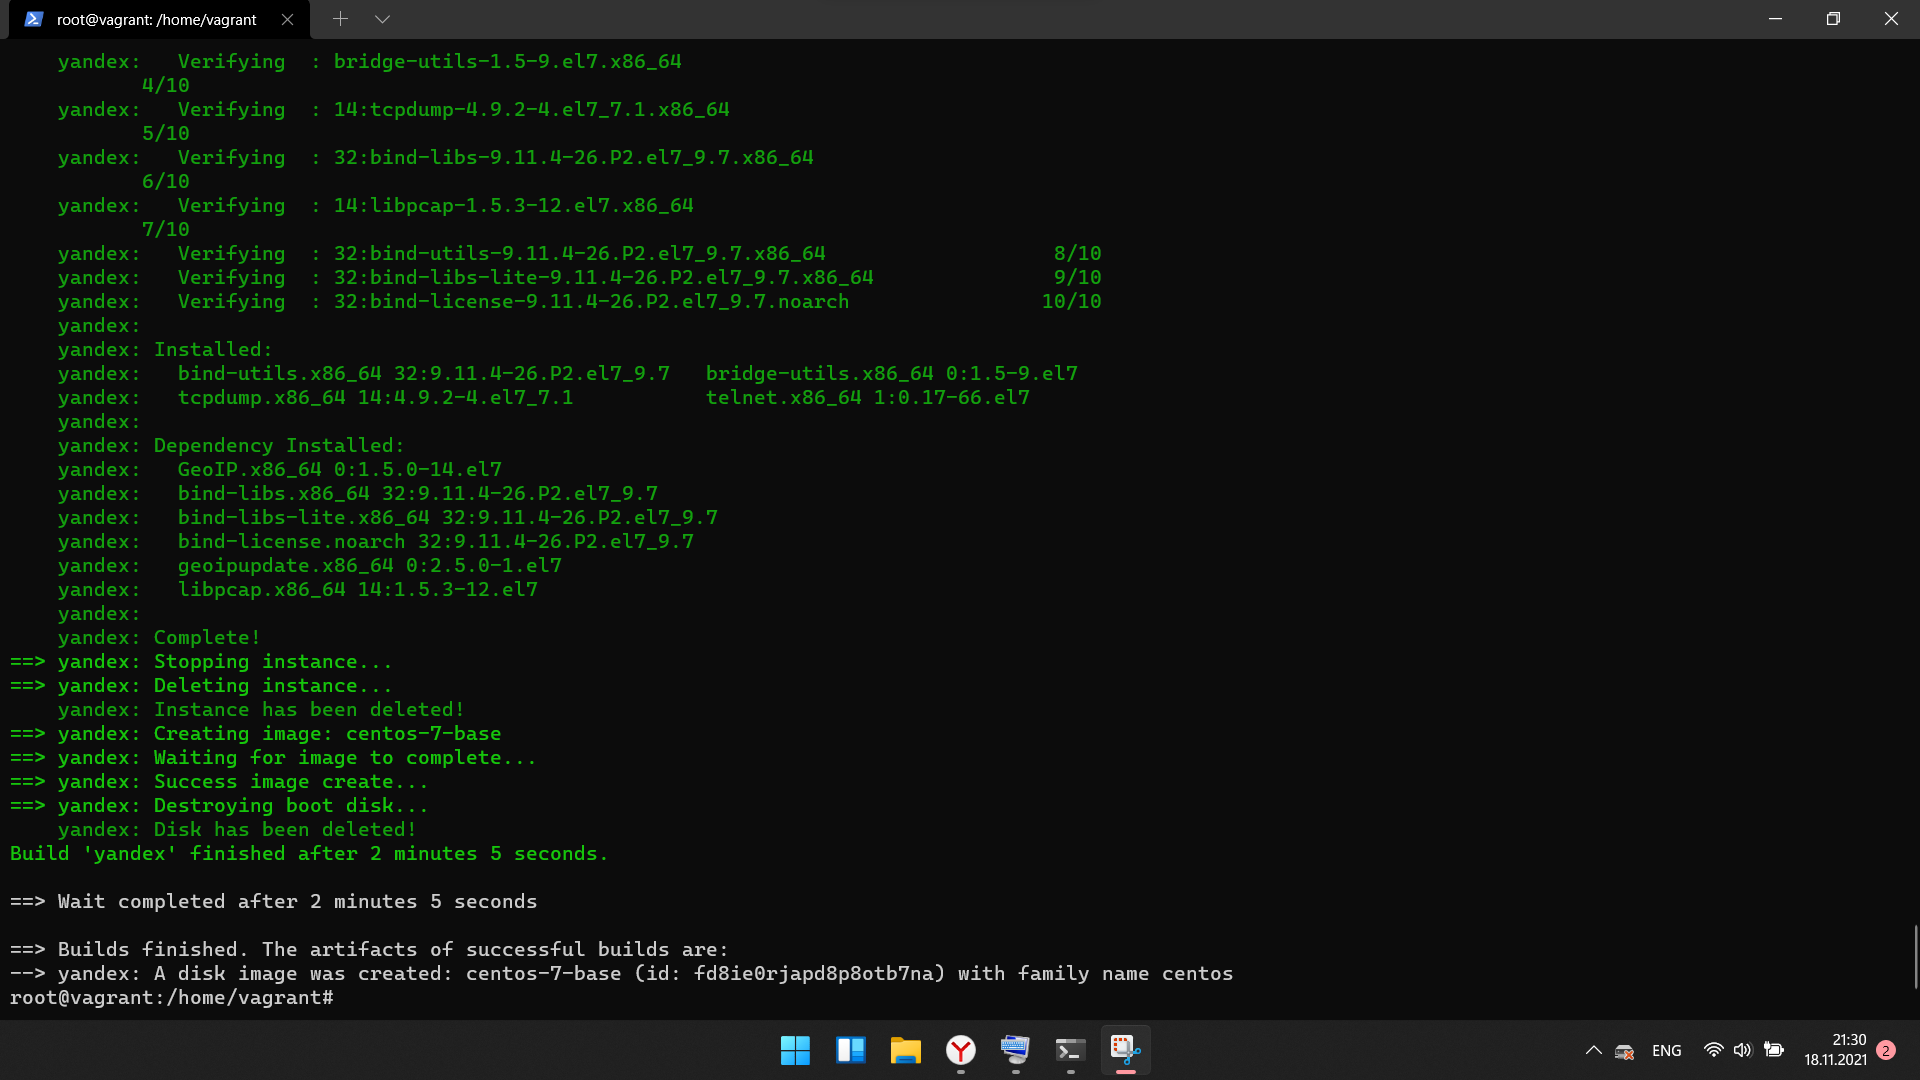 root@vagrant: /home/vagrant
yandex:   Verifying  : bridge-utils-1.5-9.el7.x86_64
4/10
yandex:   Verifying  : 14:tcpdump-4.9.2-4.el7_7.1.x86_64
5/10
yandex:   Verifying  : 32:bind-libs-9.11.4-26.P2.el7_9.7.x86_64
6/10
yandex:   Verifying  : 14:libpcap-1.5.3-12.el7.x86_64
7/10
yandex:   Verifying  : 32:bind-utils-9.11.4-26.P2.el7_9.7.x86_64                   8/10
yandex:   Verifying  : 32:bind-libs-lite-9.11.4-26.P2.el7_9.7.x86_64               9/10
yandex:   Verifying  : 32:bind-license-9.11.4-26.P2.el7_9.7.noarch                10/10
yandex:
yandex: Installed:
yandex:   bind-utils.x86_64 32:9.11.4-26.P2.el7_9.7   bridge-utils.x86_64 0:1.5-9.el7
yandex:   tcpdump.x86_64 14:4.9.2-4.el7_7.1           telnet.x86_64 1:0.17-66.el7
yandex:
yandex: Dependency Installed:
yandex:   GeoIP.x86_64 0:1.5.0-14.el7
yandex:   bind-libs.x86_64 32:9.11.4-26.P2.el7_9.7
yandex:   bind-libs-lite.x86_64 32:9.11.4-26.P2.el7_9.7
yandex:   bind-license.noarch 32:9.11.4-26.P2.el7_9.7
yandex:   geoipupdate.x86_64 0:2.5.0-1.el7
yandex:   libpcap.x86_64 14:1.5.3-12.el7
yandex:
yandex: Complete!
==> yandex: Stopping instance...
==> yandex: Deleting instance...
yandex: Instance has been deleted!
==> yandex: Creating image: centos-7-base
==> yandex: Waiting for image to complete...
==> yandex: Success image create...
==> yandex: Destroying boot disk...
yandex: Disk has been deleted!
Build 'yandex' finished after 2 minutes 5 seconds.
==> Wait completed after 2 minutes 5 seconds
==> Builds finished. The artifacts of successful builds are:
--> yandex: A disk image was created: centos-7-base (id: fd8ie0rjapd8p8otb7na) with family name centos
root@vagrant:/home/vagrant#
ENG
21:30
18.11.2021
2